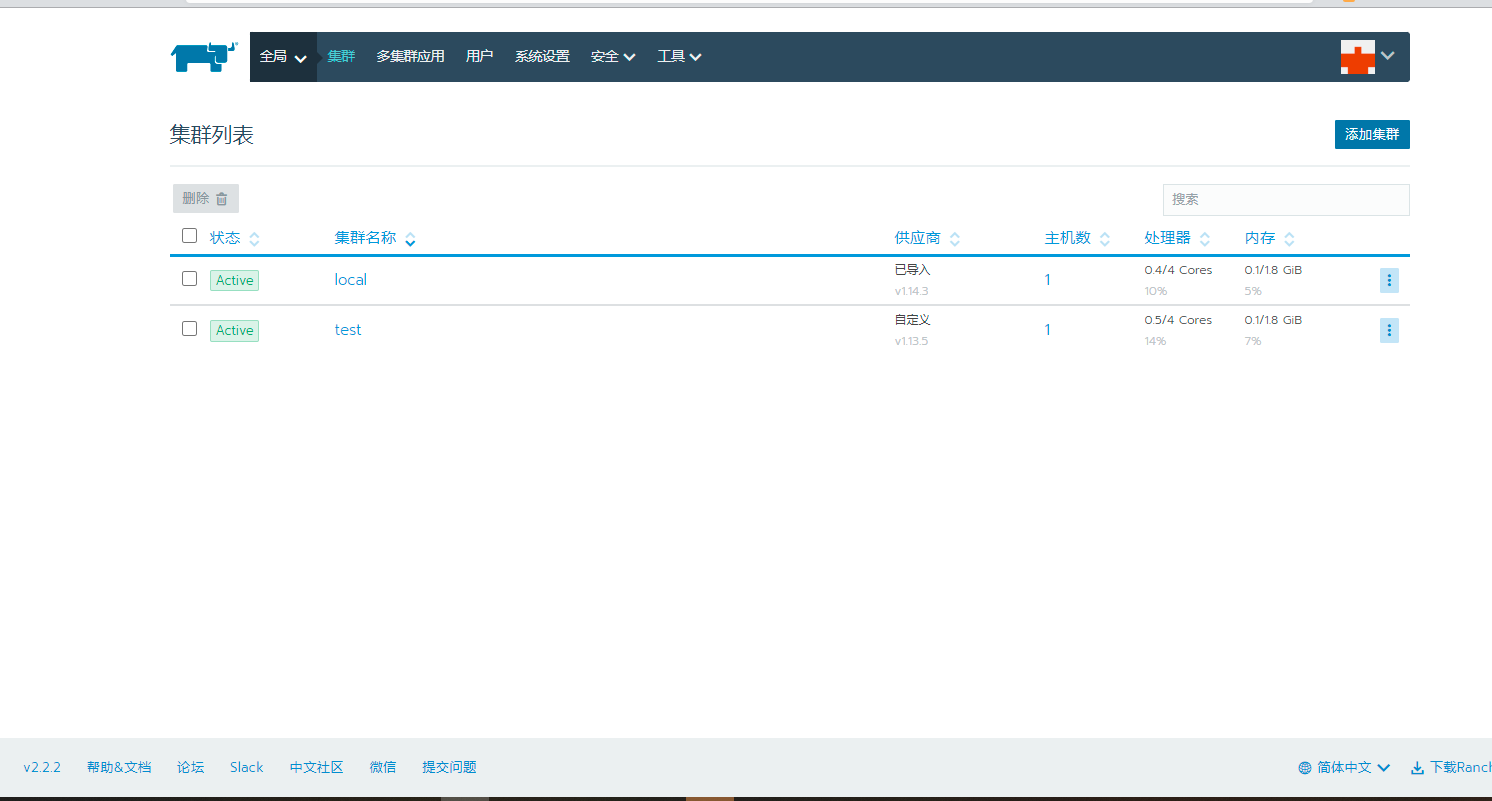 全局 集群 多集群应用 用户 系统设置 安全 工具
集群列表 添加集群
删除 搜索
状态 集群名称 供应商 主机数 处理器 内存
Active local 已导入 1 0.4/4 Cores 0.1/1.8 GiB
v1.14.3 10% 5%
Active test 自定义 1 0.5/4 Cores 0.1/1.8 GiB
v1.13.5 14% 7%
v2.2.2 帮助&文档 论坛 Slack 中文社区 微信 提交问题 简体中文 下载Ranch